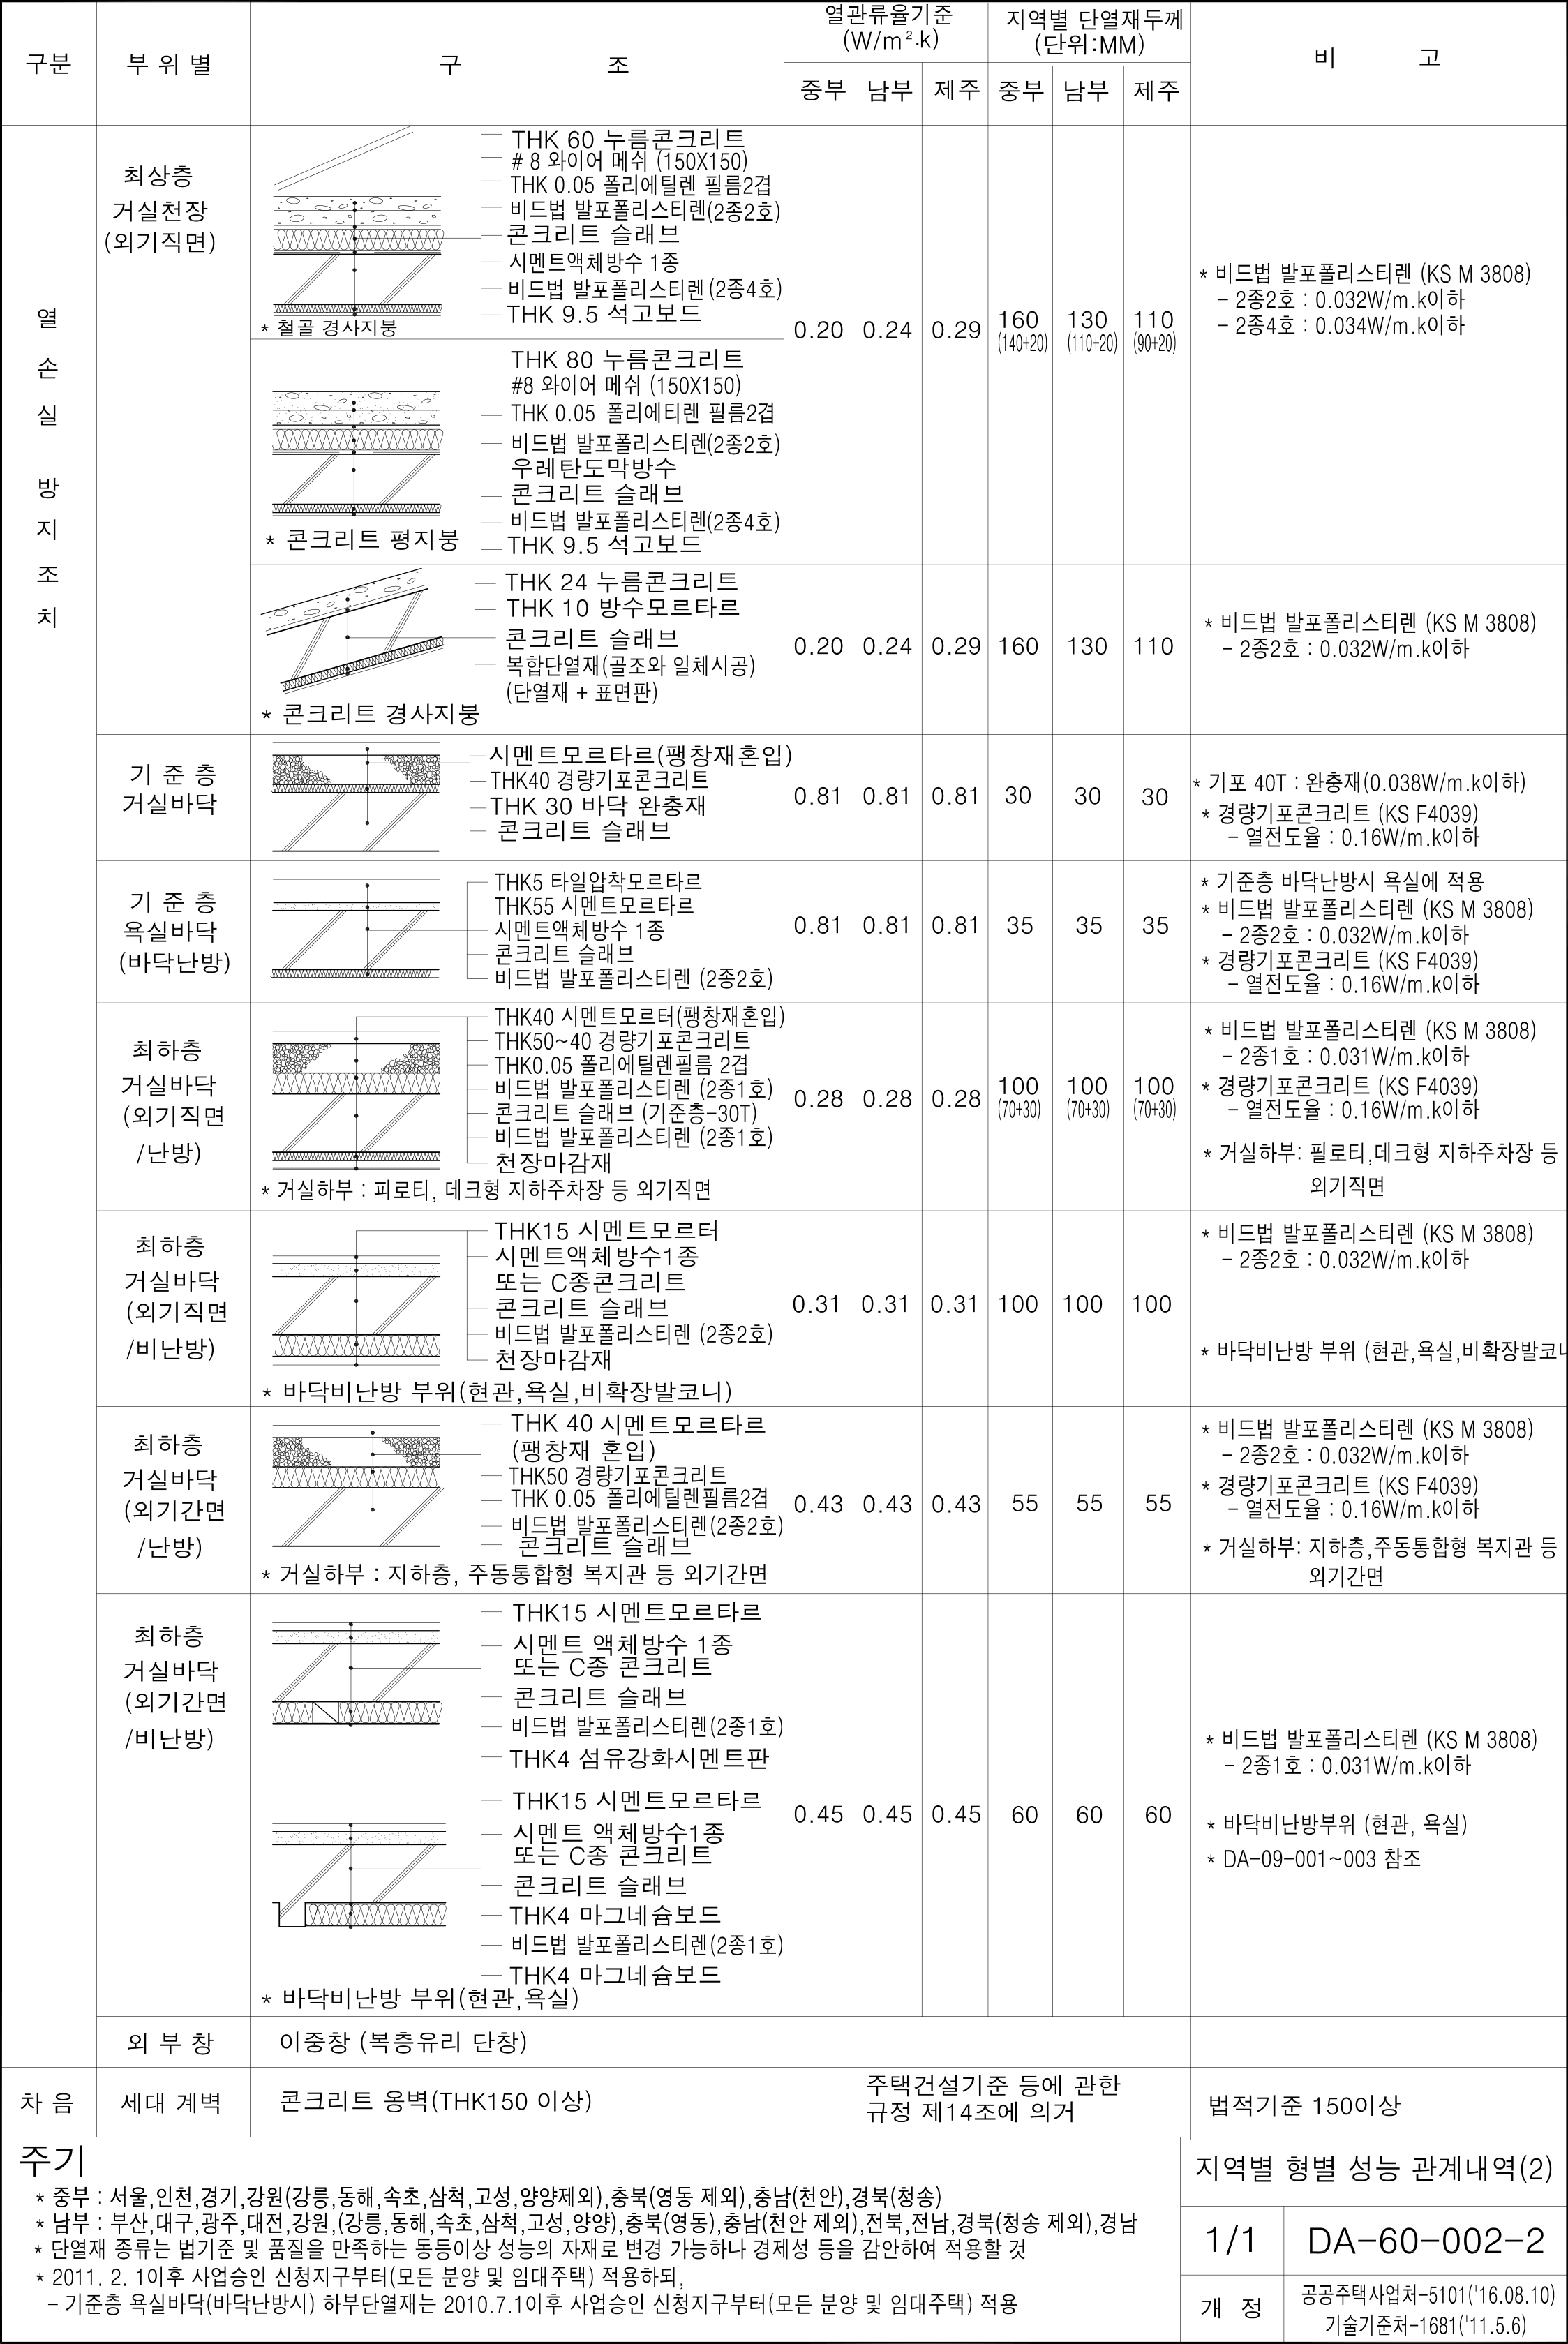 구분
부 위 별
구 조
열관류율기준
(W/m².k)
지역별 단열재두께
(단위:MM)
비 고
중부 남부 제주 중부 남부 제주
열손실 방지조치
최상층
거실천장
(외기직면)
THK 60 누름콘크리트
# 8 와이어 메쉬 (150X150)
THK 0.05 폴리에틸렌 필름2겹
비드법 발포폴리스티렌(2종2호)
콘크리트 슬래브
시멘트액체방수 1종
비드법 발포폴리스티렌(2종4호)
THK 9.5 석고보드
* 철골 경사지붕
THK 80 누름콘크리트
#8 와이어 메쉬 (150X150)
THK 0.05 폴리에티렌 필름2겹
비드법 발포폴리스티렌(2종2호)
우레탄도막방수
콘크리트 슬래브
비드법 발포폴리스티렌(2종4호)
THK 9.5 석고보드
* 콘크리트 평지붕
0.20 0.24 0.29 160 130 110
(140+20) (110+20) (90+20)
* 비드법 발포폴리스티렌 (KS M 3808)
- 2종2호 : 0.032W/m.k이하
- 2종4호 : 0.034W/m.k이하
THK 24 누름콘크리트
THK 10 방수모르타르
콘크리트 슬래브
복합단열재(골조와 일체시공)
(단열재 + 표면판)
* 콘크리트 경사지붕
0.20 0.24 0.29 160 130 110
* 비드법 발포폴리스티렌 (KS M 3808)
- 2종2호 : 0.032W/m.k이하
기 준 층
거실바닥
시멘트모르타르(팽창재혼입)
THK40 경량기포콘크리트
THK 30 바닥 완충재
콘크리트 슬래브
0.81 0.81 0.81 30 30 30
* 기포 40T : 완충재(0.038W/m.k이하)
* 경량기포콘크리트 (KS F4039)
- 열전도율 : 0.16W/m.k이하
기 준 층
욕실바닥
(바닥난방)
THK5 타일압착모르타르
THK55 시멘트모르타르
시멘트액체방수 1종
콘크리트 슬래브
비드법 발포폴리스티렌 (2종2호)
0.81 0.81 0.81 35 35 35
* 기준층 바닥난방시 욕실에 적용
* 비드법 발포폴리스티렌 (KS M 3808)
- 2종2호 : 0.032W/m.k이하
* 경량기포콘크리트 (KS F4039)
- 열전도율 : 0.16W/m.k이하
최하층
거실바닥
(외기직면
/난방)
THK40 시멘트모르터(팽창재혼입)
THK50~40 경량기포콘크리트
THK0.05 폴리에틸렌필름 2겹
비드법 발포폴리스티렌 (2종1호)
콘크리트 슬래브 (기준층-30T)
비드법 발포폴리스티렌 (2종1호)
천장마감재
* 거실하부 : 피로티, 데크형 지하주차장 등 외기직면
0.28 0.28 0.28 100 100 100
(70+30) (70+30) (70+30)
* 비드법 발포폴리스티렌 (KS M 3808)
- 2종1호 : 0.031W/m.k이하
* 경량기포콘크리트 (KS F4039)
- 열전도율 : 0.16W/m.k이하
* 거실하부: 필로티,데크형 지하주차장 등
외기직면
최하층
거실바닥
(외기직면
/비난방)
THK15 시멘트모르터
시멘트액체방수1종
또는 C종콘크리트
콘크리트 슬래브
비드법 발포폴리스티렌 (2종2호)
천장마감재
* 바닥비난방 부위(현관,욕실,비확장발코니)
0.31 0.31 0.31 100 100 100
* 비드법 발포폴리스티렌 (KS M 3808)
- 2종2호 : 0.032W/m.k이하
* 바닥비난방 부위 (현관,욕실,비확장발코니
최하층
거실바닥
(외기간면
/난방)
THK 40 시멘트모르타르
(팽창재 혼입)
THK50 경량기포콘크리트
THK 0.05 폴리에틸렌필름2겹
비드법 발포폴리스티렌(2종2호)
콘크리트 슬래브
* 거실하부 : 지하층, 주동통합형 복지관 등 외기간면
0.43 0.43 0.43 55 55 55
* 비드법 발포폴리스티렌 (KS M 3808)
- 2종2호 : 0.032W/m.k이하
* 경량기포콘크리트 (KS F4039)
- 열전도율 : 0.16W/m.k이하
* 거실하부: 지하층,주동통합형 복지관 등
외기간면
최하층
거실바닥
(외기간면
/비난방)
THK15 시멘트모르타르
시멘트 액체방수 1종
또는 C종 콘크리트
콘크리트 슬래브
비드법 발포폴리스티렌(2종1호)
THK4 섬유강화시멘트판
THK15 시멘트모르타르
시멘트 액체방수1종
또는 C종 콘크리트
콘크리트 슬래브
THK4 마그네슘보드
비드법 발포폴리스티렌(2종1호)
THK4 마그네슘보드
* 바닥비난방 부위(현관,욕실)
0.45 0.45 0.45 60 60 60
* 비드법 발포폴리스티렌 (KS M 3808)
- 2종1호 : 0.031W/m.k이하
* 바닥비난방부위 (현관, 욕실)
* DA-09-001~003 참조
외 부 창
이중창 (복층유리 단창)
차 음
세대 계벽
콘크리트 옹벽(THK150 이상)
주택건설기준 등에 관한
규정 제14조에 의거
법적기준 150이상
주기
* 중부 : 서울,인천,경기,강원(강릉,동해,속초,삼척,고성,양양제외),충북(영동 제외),충남(천안),경북(청송)
* 남부 : 부산,대구,광주,대전,강원,(강릉,동해,속초,삼척,고성,양양),충북(영동),충남(천안 제외),전북,전남,경북(청송 제외),경남
* 단열재 종류는 법기준 및 품질을 만족하는 동등이상 성능의 자재로 변경 가능하나 경제성 등을 감안하여 적용할 것
* 2011. 2. 1이후 사업승인 신청지구부터(모든 분양 및 임대주택) 적용하되,
- 기준층 욕실바닥(바닥난방시) 하부단열재는 2010.7.1이후 사업승인 신청지구부터(모든 분양 및 임대주택) 적용
지역별 형별 성능 관계내역(2)
1/1
DA-60-002-2
개 정
공공주택사업처-5101('16.08.10)
기술기준처-1681('11.5.6)